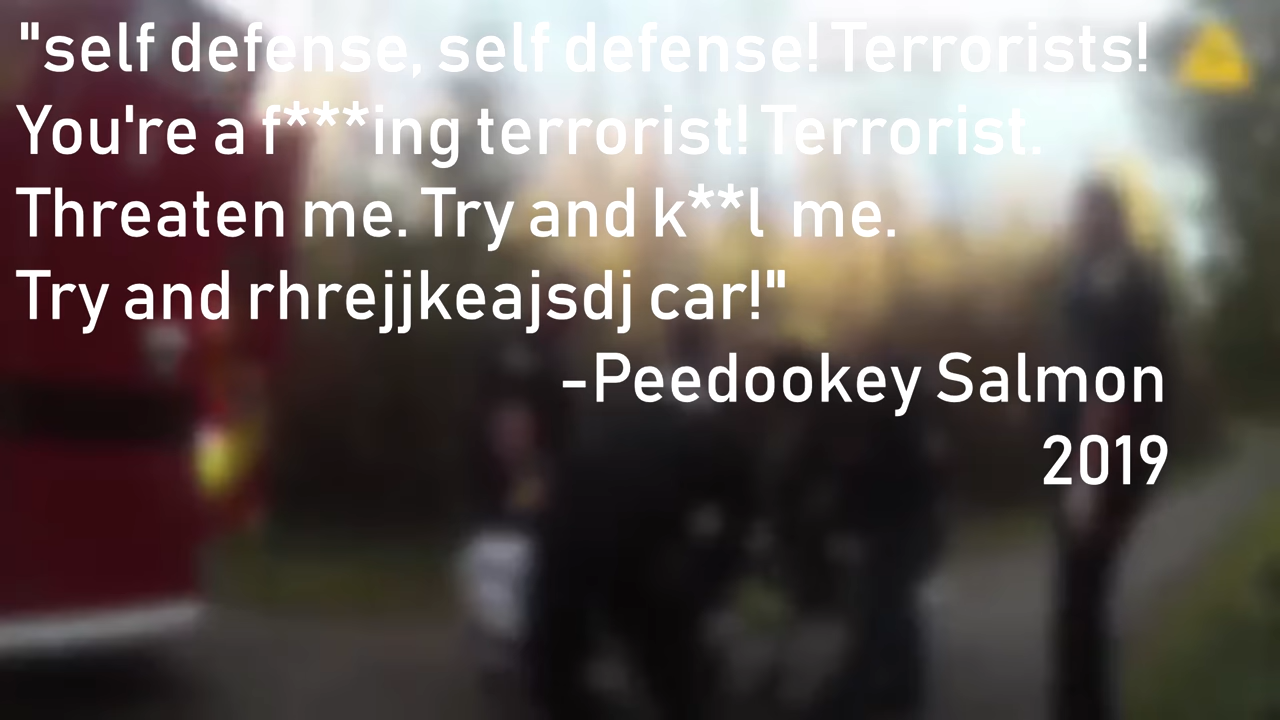 "self defense, self defense! Terrorists!
You're a f***ing terrorist! Terrorist.
Threaten me. Try and k**l me.
Try and rhrejjkeajsdj car!"
-Peedookey Salmon
2019